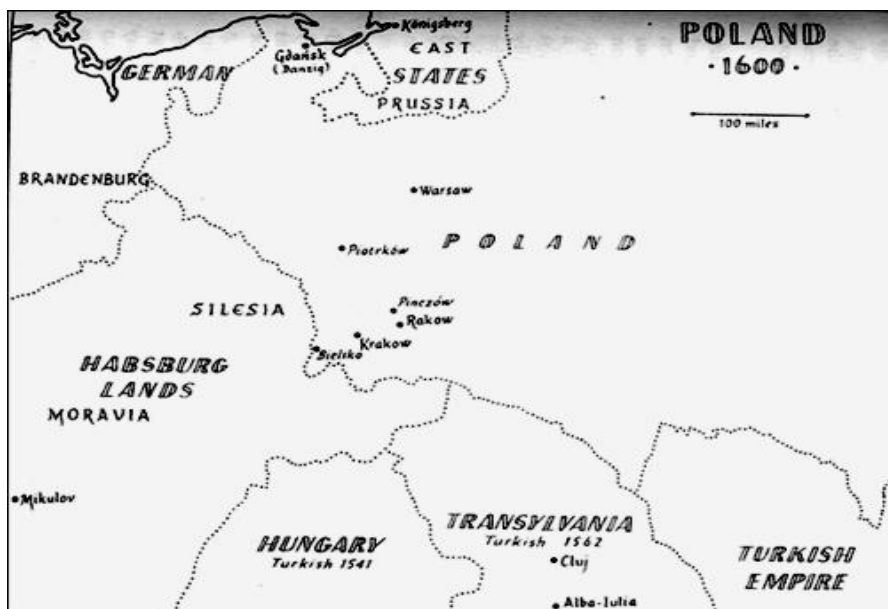 POLAND
·1600·
100 miles
Königsberg
Gdańsk
(Danzig)
EAST
GERMAN
STATES
PRUSSIA
BRANDENBURG
Warsaw
POLAND
Piotrków
SILESIA
Pinczów
Rakow
Krakow
Bielsko
HABSBURG
LANDS
MORAVIA
Mikulov
TRANSYLVANIA
Turkish 1562
HUNGARY
Turkish 1541
Cluj
TURKISH
EMPIRE
Alba-Iulia